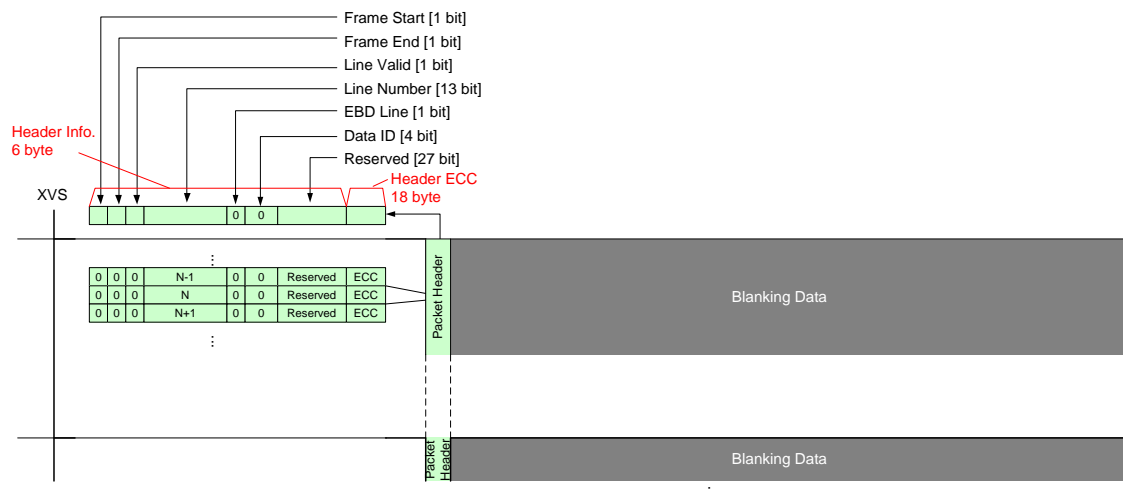 Frame Start [1 bit]
Frame End [1 bit]
Line Valid [1 bit]
Line Number [13 bit]
EBD Line [1 bit]
Data ID [4 bit]
Reserved [27 bit]
Header Info.
6 byte
Header ECC
18 byte
XVS
0 0
⋮
0 0 0 N-1 0 0 Reserved ECC
0 0 0 N 0 0 Reserved ECC
0 0 0 N+1 0 0 Reserved ECC
⋮
Packet Header
Blanking Data
Packet
Header
Blanking Data
⋮